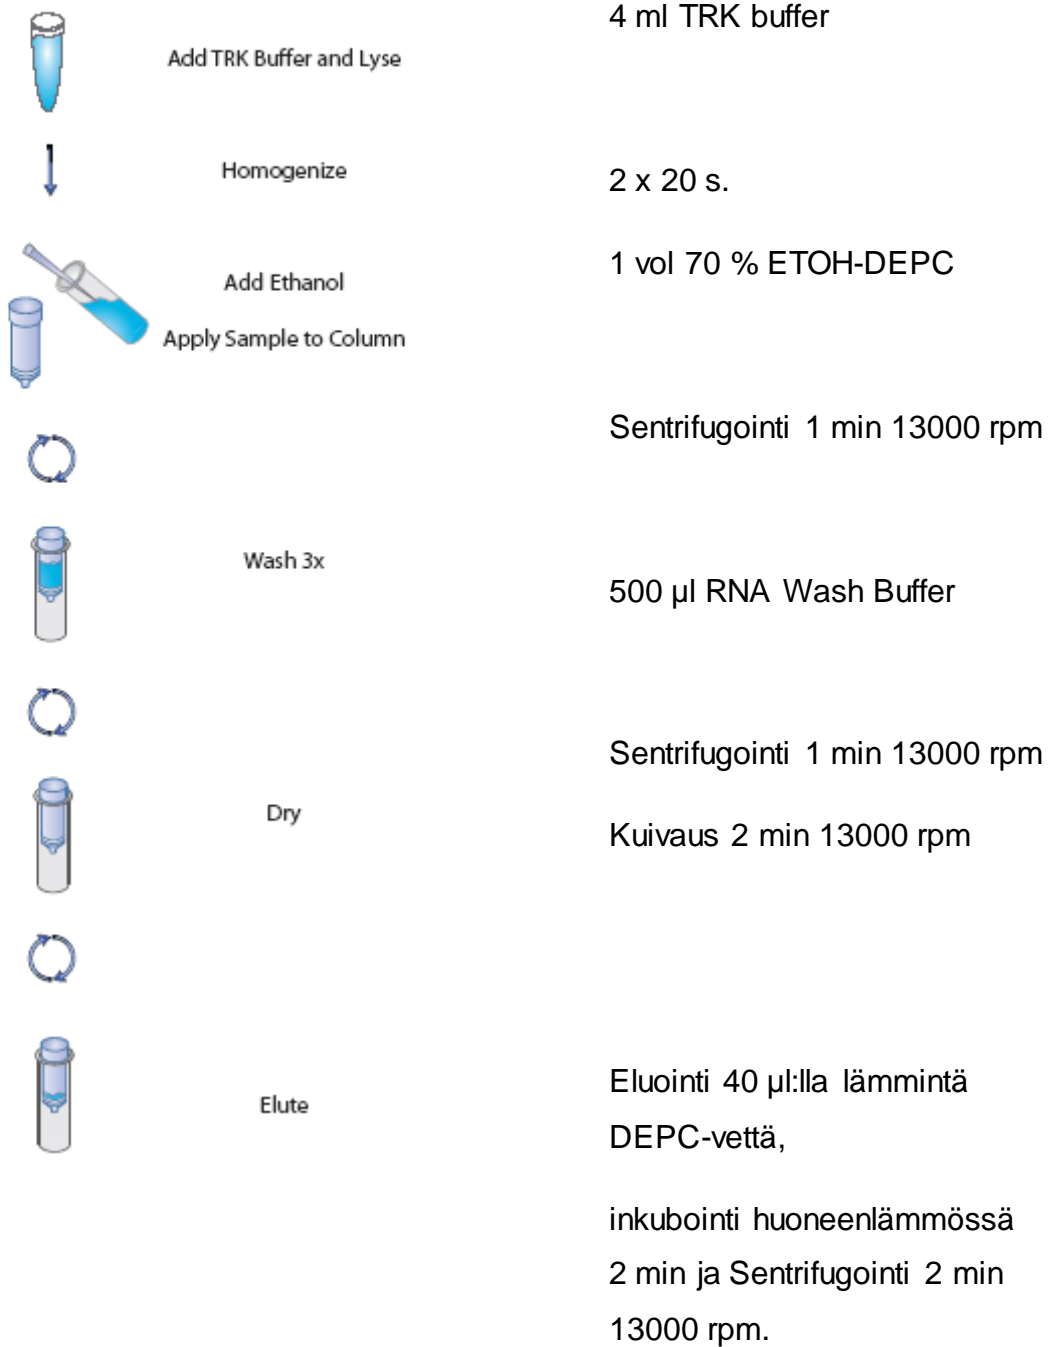 4 ml TRK buffer
Add TRK Buffer and Lyse
Homogenize
2 x 20 s.
1 vol 70 % ETOH-DEPC
Add Ethanol
Apply Sample to Column
Sentrifugointi 1 min 13000 rpm
Wash 3x
500 µl RNA Wash Buffer
Sentrifugointi 1 min 13000 rpm
Dry
Kuivaus 2 min 13000 rpm
Eluointi 40 µl:lla lämmintä
Elute
DEPC-vettä,
inkubointi huoneenlämmössä
2 min ja Sentrifugointi 2 min
13000 rpm.